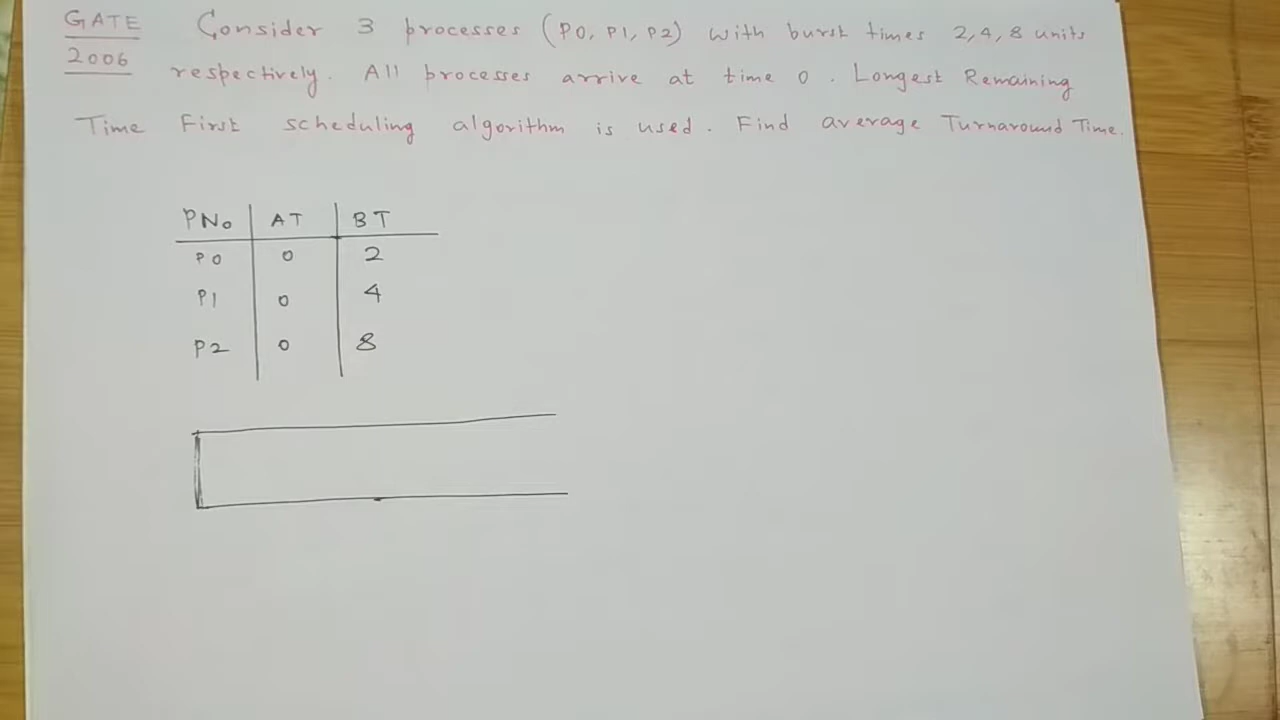 GATE Consider 3 processes (P0, P1, P2) with burst times 2,4,8 units
2006 respectively. All processes arrive at time 0. Longest Remaining
Time First scheduling algorithm is used. Find average Turnaround Time.
PNo AT BT
P0 0 2
P1 0 4
P2 0 8